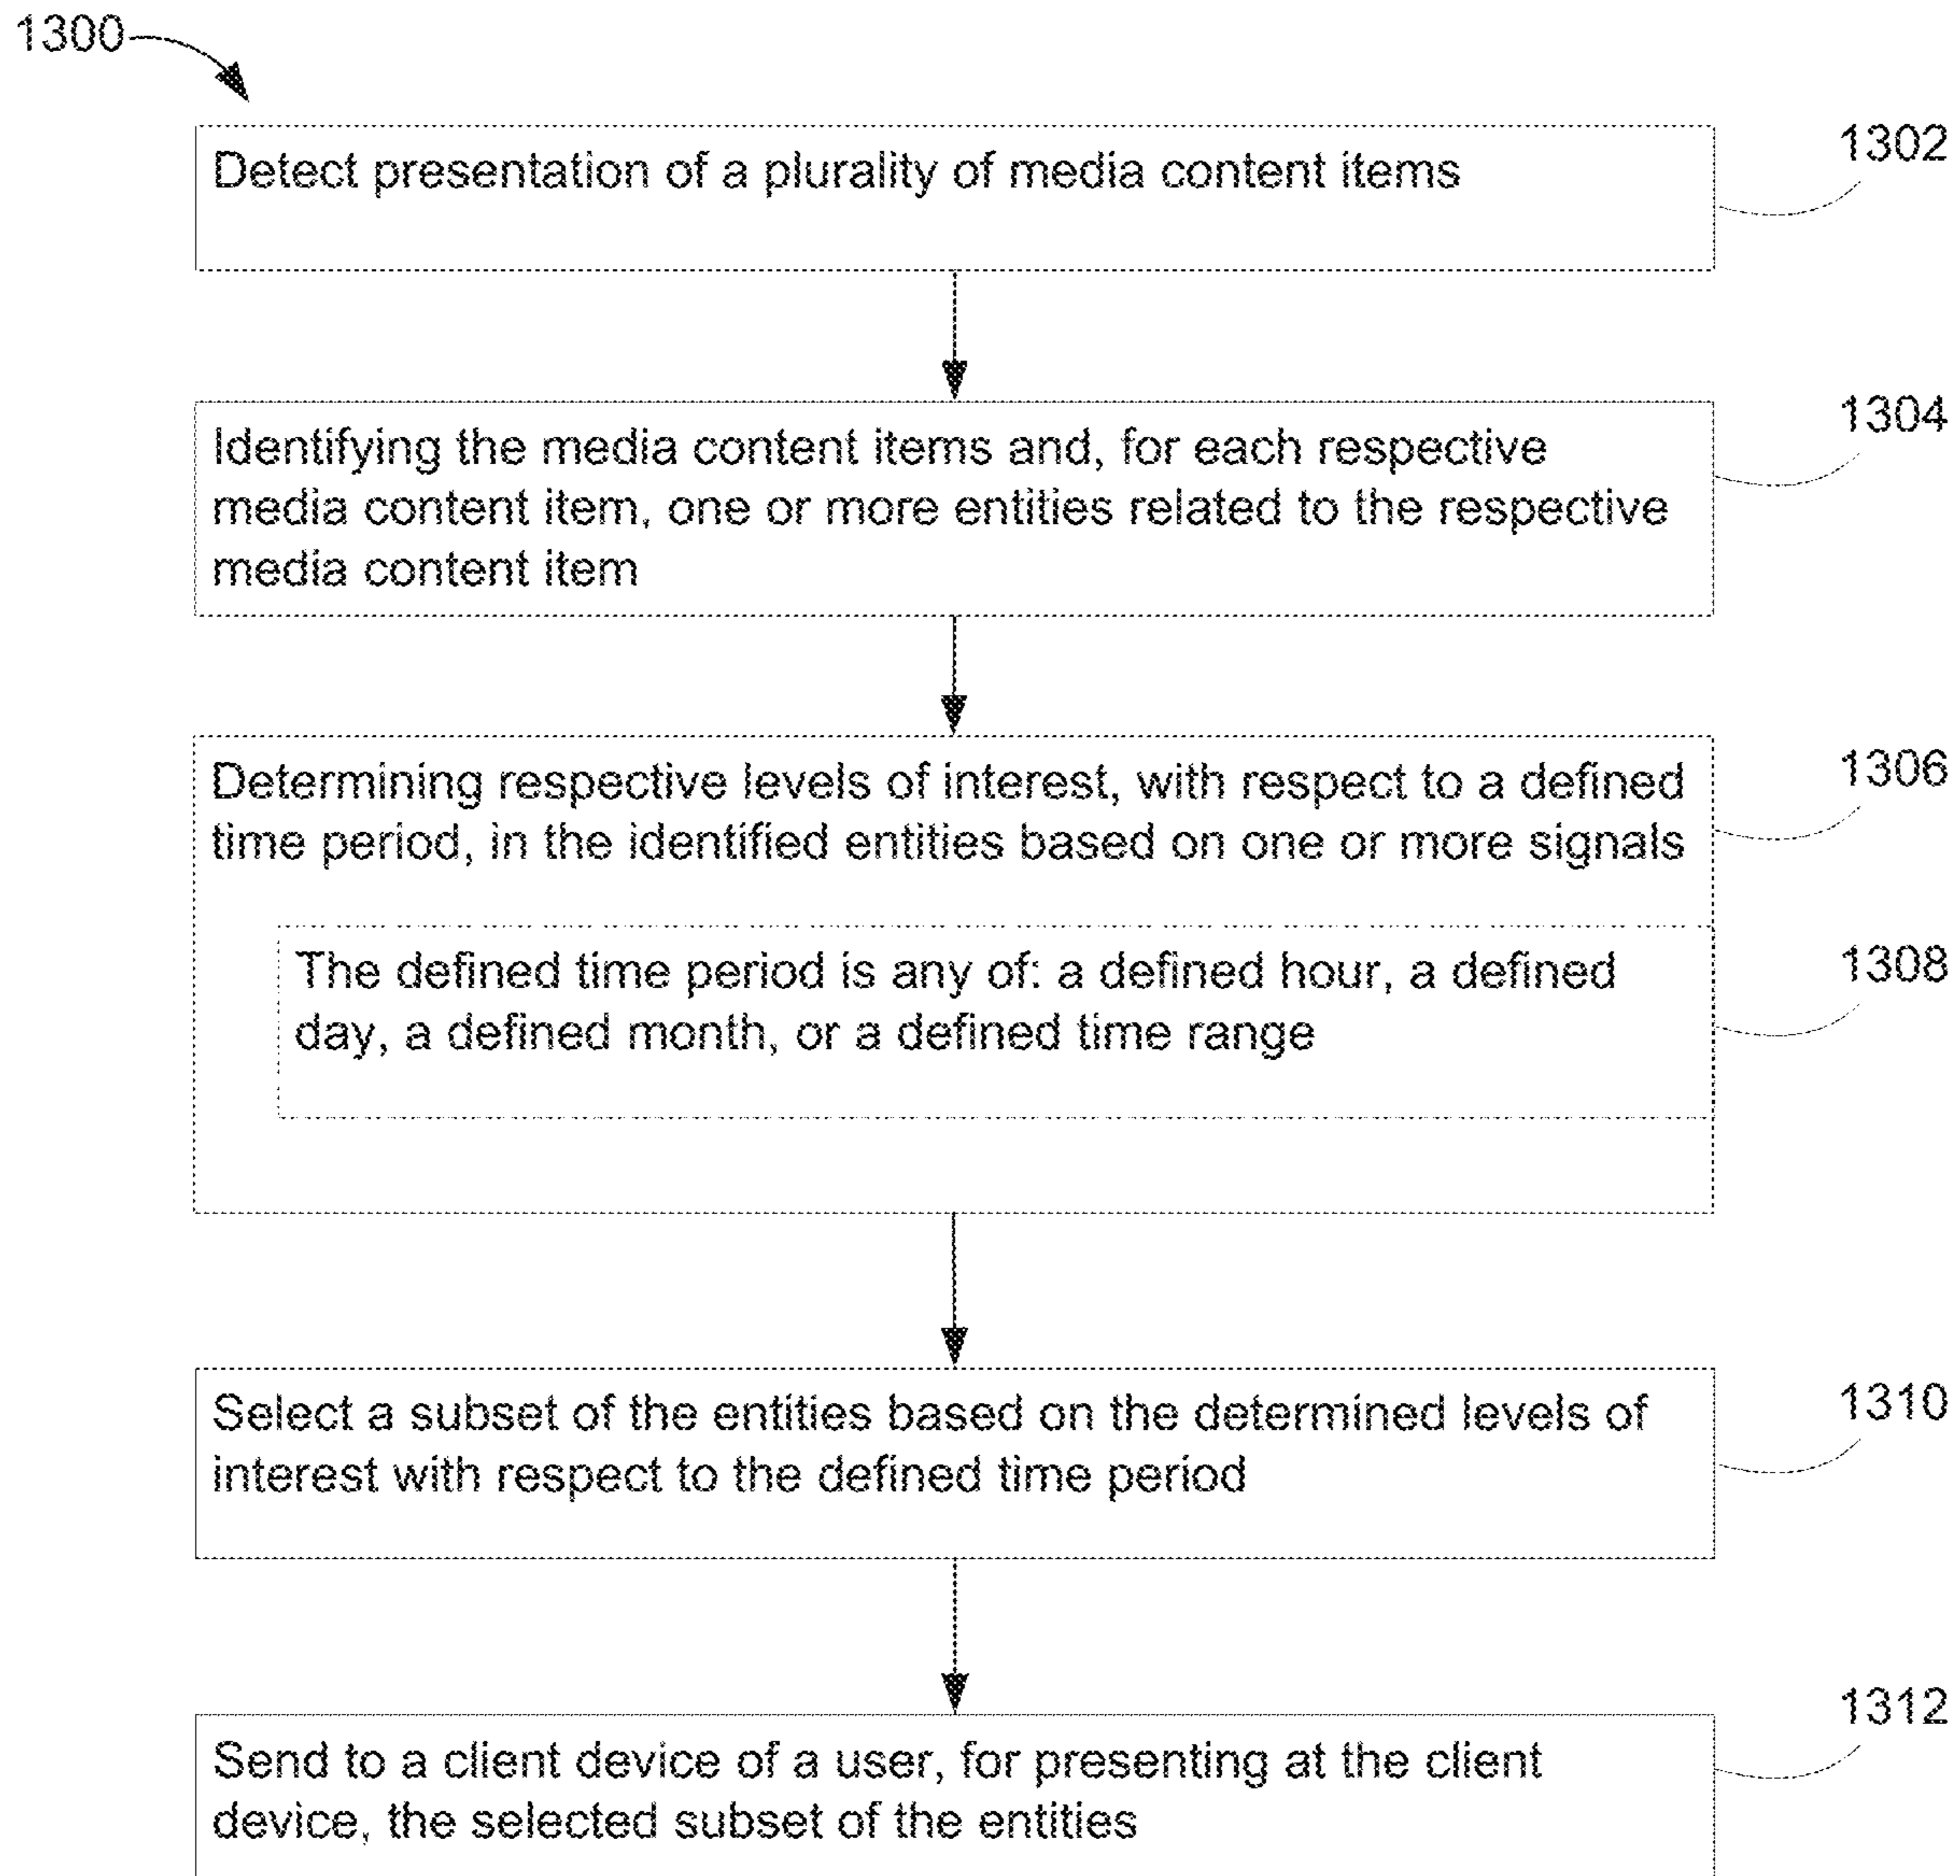 1300
Detect presentation of a plurality of media content items
1302
Identifying the media content items and, for each respective
media content item, one or more entities related to the respective
media content item
1304
Determining respective levels of interest, with respect to a defined
time period, in the identified entities based on one or more signals
1306
The defined time period is any of: a defined hour, a defined
day, a defined month, or a defined time range
1308
Select a subset of the entities based on the determined levels of
interest with respect to the defined time period
1310
Send to a client device of a user, for presenting at the client
device, the selected subset of the entities
1312